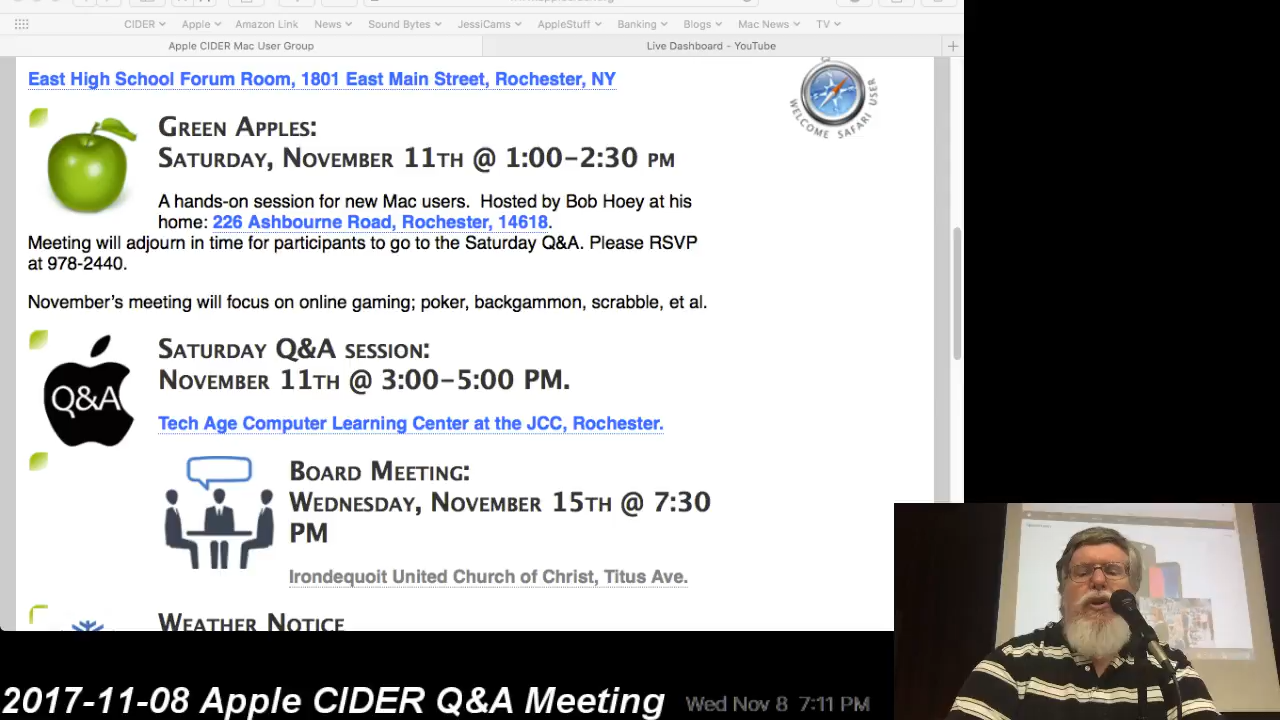 CIDER Apple Amazon Link News Sound Bytes JessiCams AppleStuff Banking Blogs Mac News TV
Apple CIDER Mac User Group
Live Dashboard - YouTube
East High School Forum Room, 1801 East Main Street, Rochester, NY
WELCOME SAFARI USER
Green Apples:
Saturday, November 11th @ 1:00-2:30 pm
A hands-on session for new Mac users. Hosted by Bob Hoey at his
home: 226 Ashbourne Road, Rochester, 14618.
Meeting will adjourn in time for participants to go to the Saturday Q&A. Please RSVP
at 978-2440.
November's meeting will focus on online gaming; poker, backgammon, scrabble, et al.
Q&A
Saturday Q&A session:
November 11th @ 3:00-5:00 PM.
Tech Age Computer Learning Center at the JCC, Rochester.
Board Meeting:
Wednesday, November 15th @ 7:30
PM
Irondequoit United Church of Christ, Titus Ave.
Weather Notice
2017-11-08 Apple CIDER Q&A Meeting
Wed Nov 8 7:11 PM